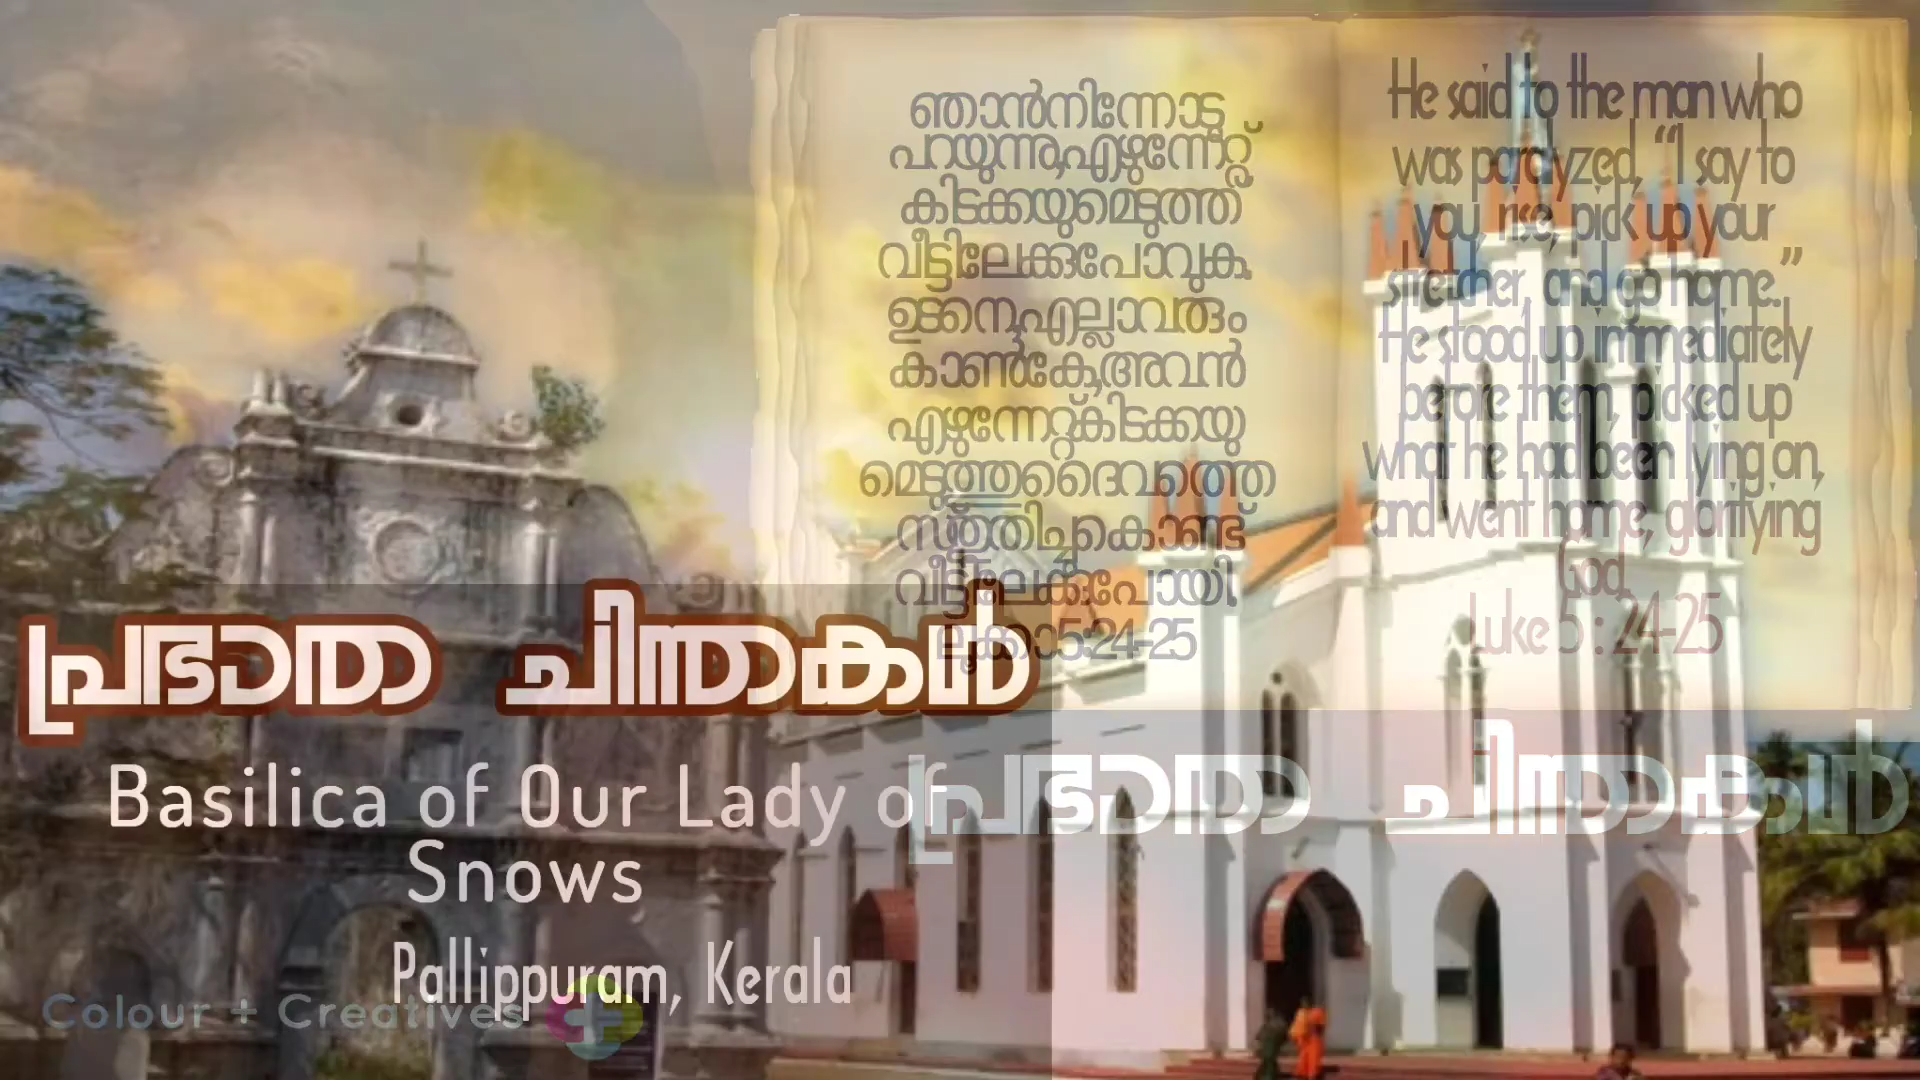 ഞാൻ നിന്നോടു
പറയുന്നു, എഴുന്നേറ്റു
കിടക്കയുമെടുത്ത്
വീട്ടിലേക്കുപോവുക.
ഉടനെ, എല്ലാവരും
കാൺകേ, അവൻ
എഴുന്നേറ്റ് കിടക്കയു
മെടുത്തു ദൈവത്തെ
സ്തുതിച്ചുകൊണ്ട്
വീട്ടിലേക്കുപോയി.
ലൂക്കാ 5:24-25
He said to the man who
was paralyzed, “I say to
you, rise, pick up your
stretcher, and go home.”
He stood up immediately
before them, picked up
what he had been lying on,
and went home, glorifying
God.
Luke 5 : 24-25
പ്രഭാത ചിന്തകൾ
Basilica of Our Lady of
Snows
Pallippuram, Kerala
പ്രഭാത ചിന്തകൾ
Colour + Creatives